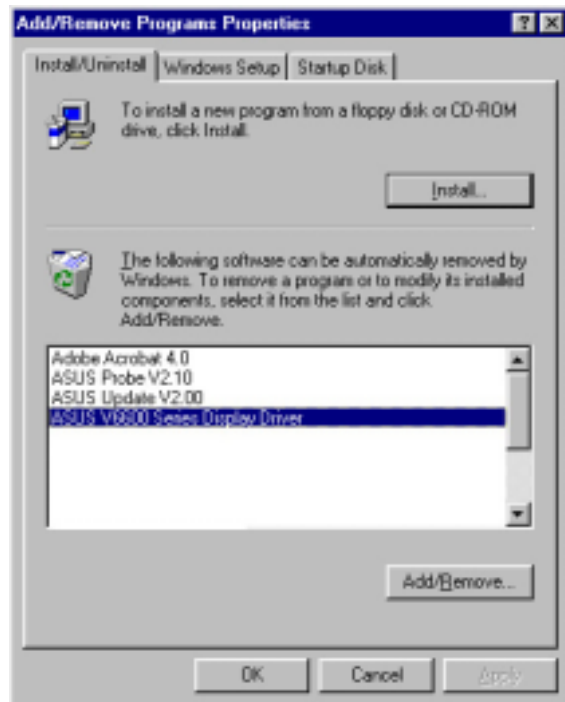 Add/Remove Programs Properties
Install/Uninstall
Windows Setup
Startup Disk
To install a new program from a floppy disk or CD-ROM
drive, click Install.
Install...
The following software can be automatically removed by
Windows. To remove a program or to modify its installed
components, select it from the list and click
Add/Remove.
Adobe Acrobat 4.0
ASUS Probe V2.10
ASUS Update V2.00
ASUS V6600 Series Display Driver
Add/Remove...
OK
Cancel
Apply